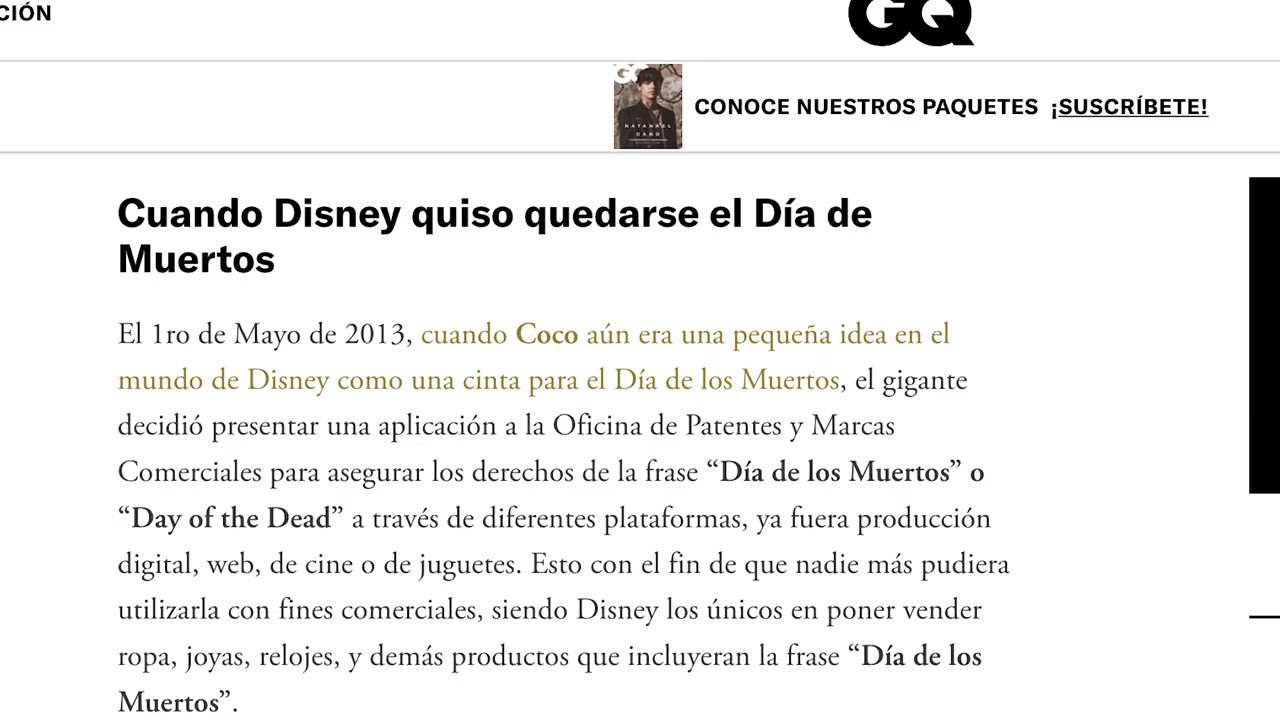 CIÓN
GQ
GQ
NATANAEL
CANO
CONOCE NUESTROS PAQUETES ¡SUSCRÍBETE!
Cuando Disney quiso quedarse el Día de
Muertos
El 1ro de Mayo de 2013, cuando Coco aún era una pequeña idea en el
mundo de Disney como una cinta para el Día de los Muertos, el gigante
decidió presentar una aplicación a la Oficina de Patentes y Marcas
Comerciales para asegurar los derechos de la frase “Día de los Muertos” o
“Day of the Dead” a través de diferentes plataformas, ya fuera producción
digital, web, de cine o de juguetes. Esto con el fin de que nadie más pudiera
utilizarla con fines comerciales, siendo Disney los únicos en poner vender
ropa, joyas, relojes, y demás productos que incluyeran la frase “Día de los
Muertos”.